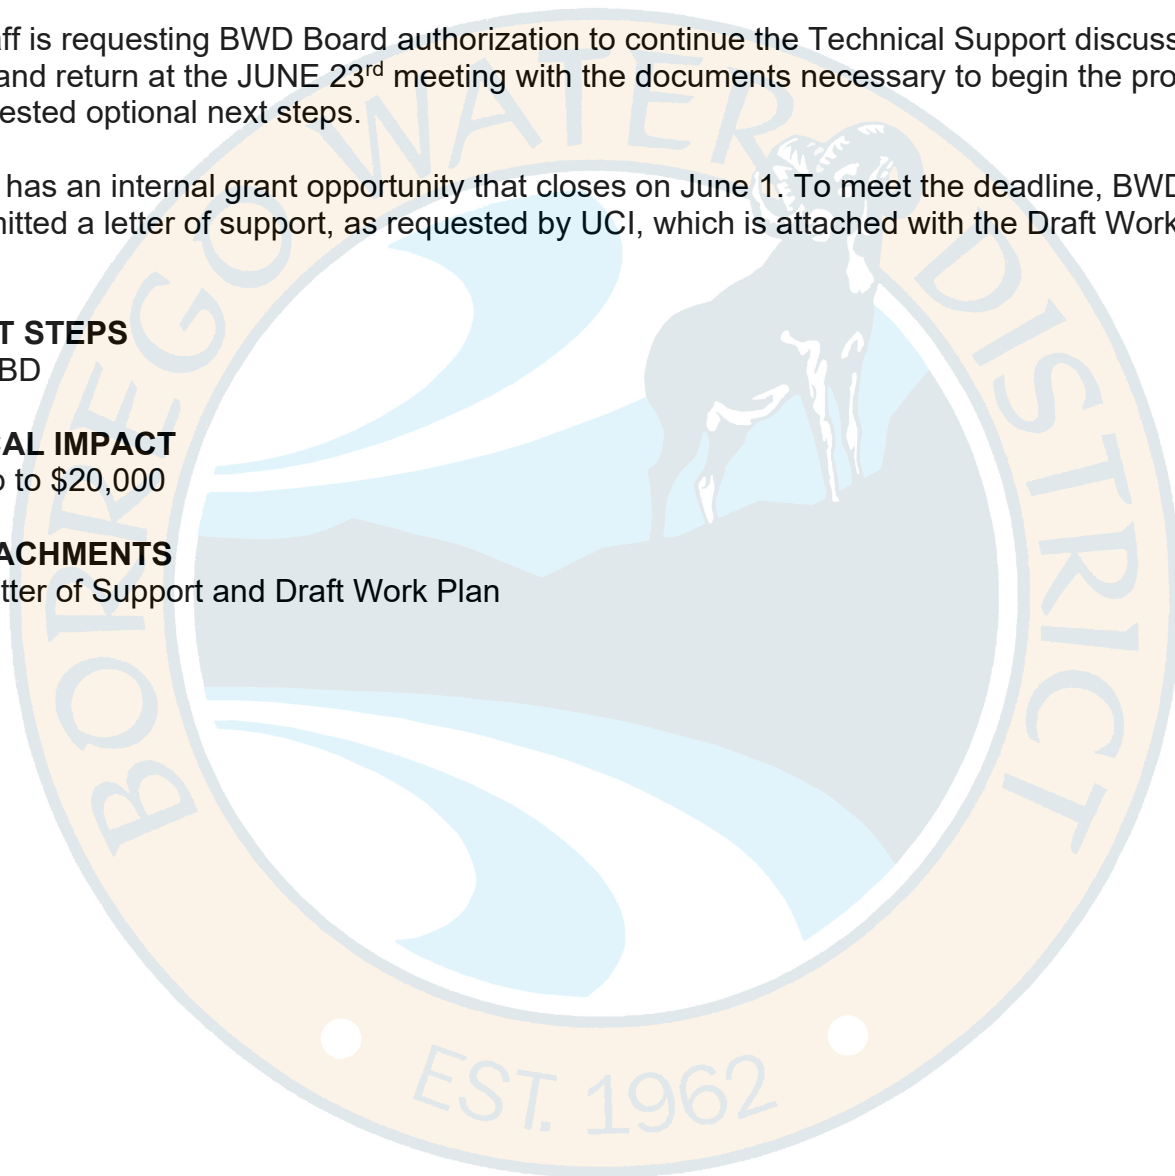 ff is requesting BWD Board authorization to continue the Technical Support discuss
and return at the JUNE 23rd meeting with the documents necessary to begin the pro
ested optional next steps.
has an internal grant opportunity that closes on June 1. To meet the deadline, BWD
itted a letter of support, as requested by UCI, which is attached with the Draft Work
T STEPS
BD
CAL IMPACT
p to $20,000
ACHMENTS
tter of Support and Draft Work Plan
BORREGO WATER DISTRICT
EST. 1962